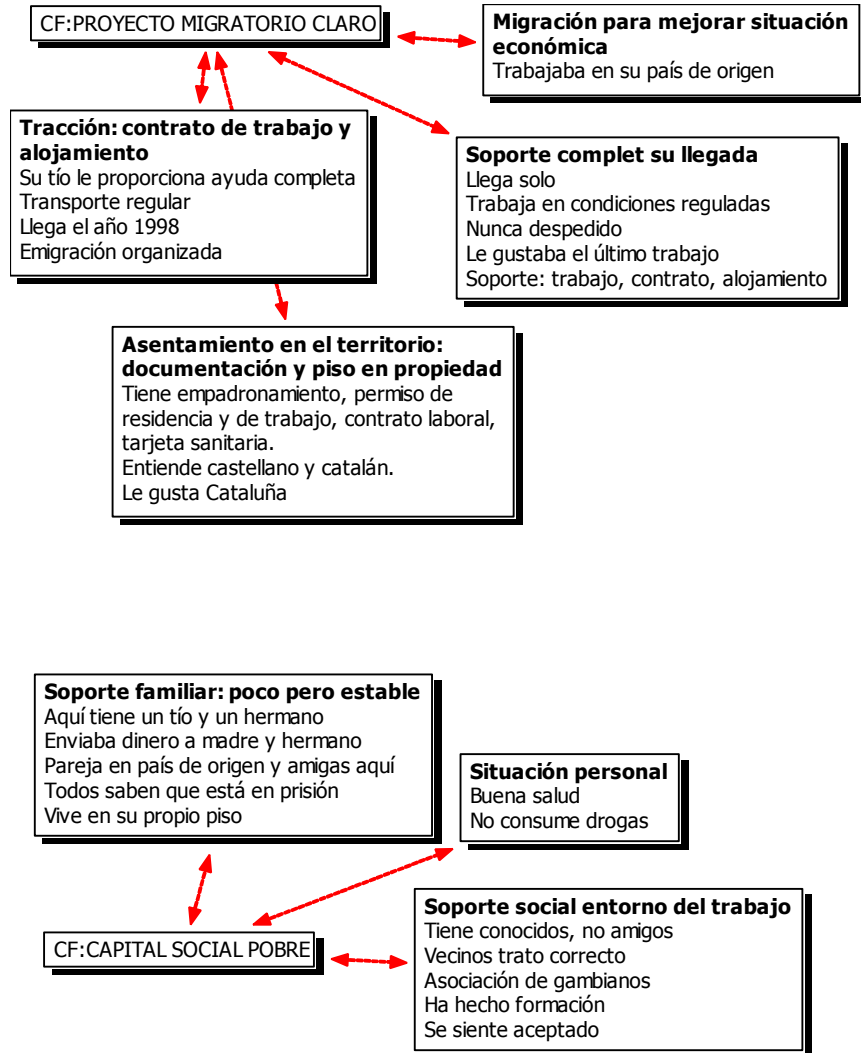 CF:PROYECTO MIGRATORIO CLARO
Migración para mejorar situación
económica
Trabajaba en su país de origen
Tracción: contrato de trabajo y
alojamiento
Su tío le proporciona ayuda completa
Transporte regular
Llega el año 1998
Emigración organizada
Soporte complet su llegada
Llega solo
Trabaja en condiciones reguladas
Nunca despedido
Le gustaba el último trabajo
Soporte: trabajo, contrato, alojamiento
Asentamiento en el territorio:
documentación y piso en propiedad
Tiene empadronamiento, permiso de
residencia y de trabajo, contrato laboral,
tarjeta sanitaria.
Entiende castellano y catalán.
Le gusta Cataluña
Soporte familiar: poco pero estable
Aquí tiene un tío y un hermano
Enviaba dinero a madre y hermano
Pareja en país de origen y amigas aquí
Todos saben que está en prisión
Vive en su propio piso
Situación personal
Buena salud
No consume drogas
CF:CAPITAL SOCIAL POBRE
Soporte social entorno del trabajo
Tiene conocidos, no amigos
Vecinos trato correcto
Asociación de gambianos
Ha hecho formación
Se siente aceptado